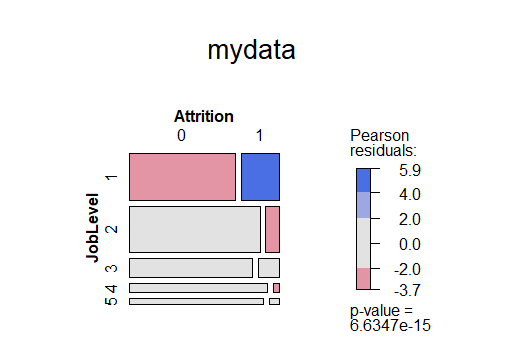 mydata
Attrition
0 1
JobLevel
1
2
3
4
5
Pearson
residuals:
5.9
4.0
2.0
0.0
-2.0
-3.7
p-value =
6.6347e-15